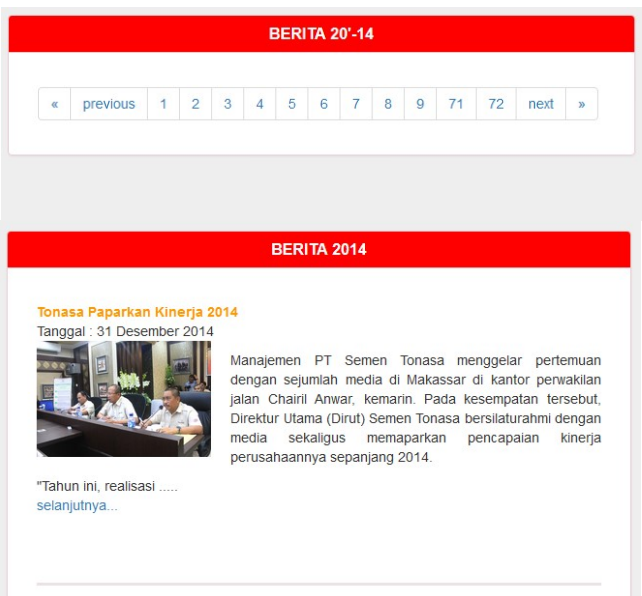 BERITA 20'-14
« previous 1 2 3 4 5 6 7 8 9 71 72 next »
BERITA 2014
Tonasa Paparkan Kinerja 2014
Tanggal : 31 Desember 2014
Manajemen PT Semen Tonasa menggelar pertemuan
dengan sejumlah media di Makassar di kantor perwakilan
jalan Chairil Anwar, kemarin. Pada kesempatan tersebut,
Direktur Utama (Dirut) Semen Tonasa bersilaturahmi dengan
media sekaligus memaparkan pencapaian kinerja
perusahaannya sepanjang 2014.
"Tahun ini, realisasi .....
selanjutnya...